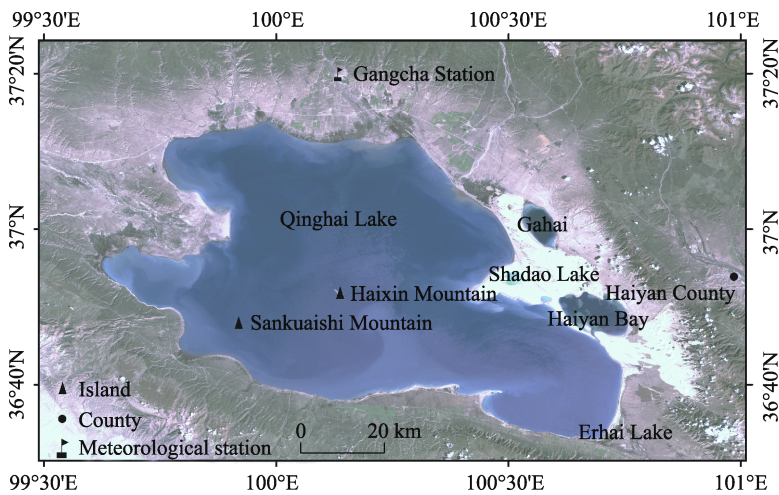 99°30'E 100°E 100°30'E 101°E
37°20'N
37°20'N
Gangcha Station
Qinghai Lake
37°N
37°N
Gahai
Shadao Lake
Haixin Mountain
Haiyan County
Sankuaishi Mountain
Haiyan Bay
36°40'N
36°40'N
Island
County
Meteorological station
0 20 km
Erhai Lake
99°30'E 100°E 100°30'E 101°E